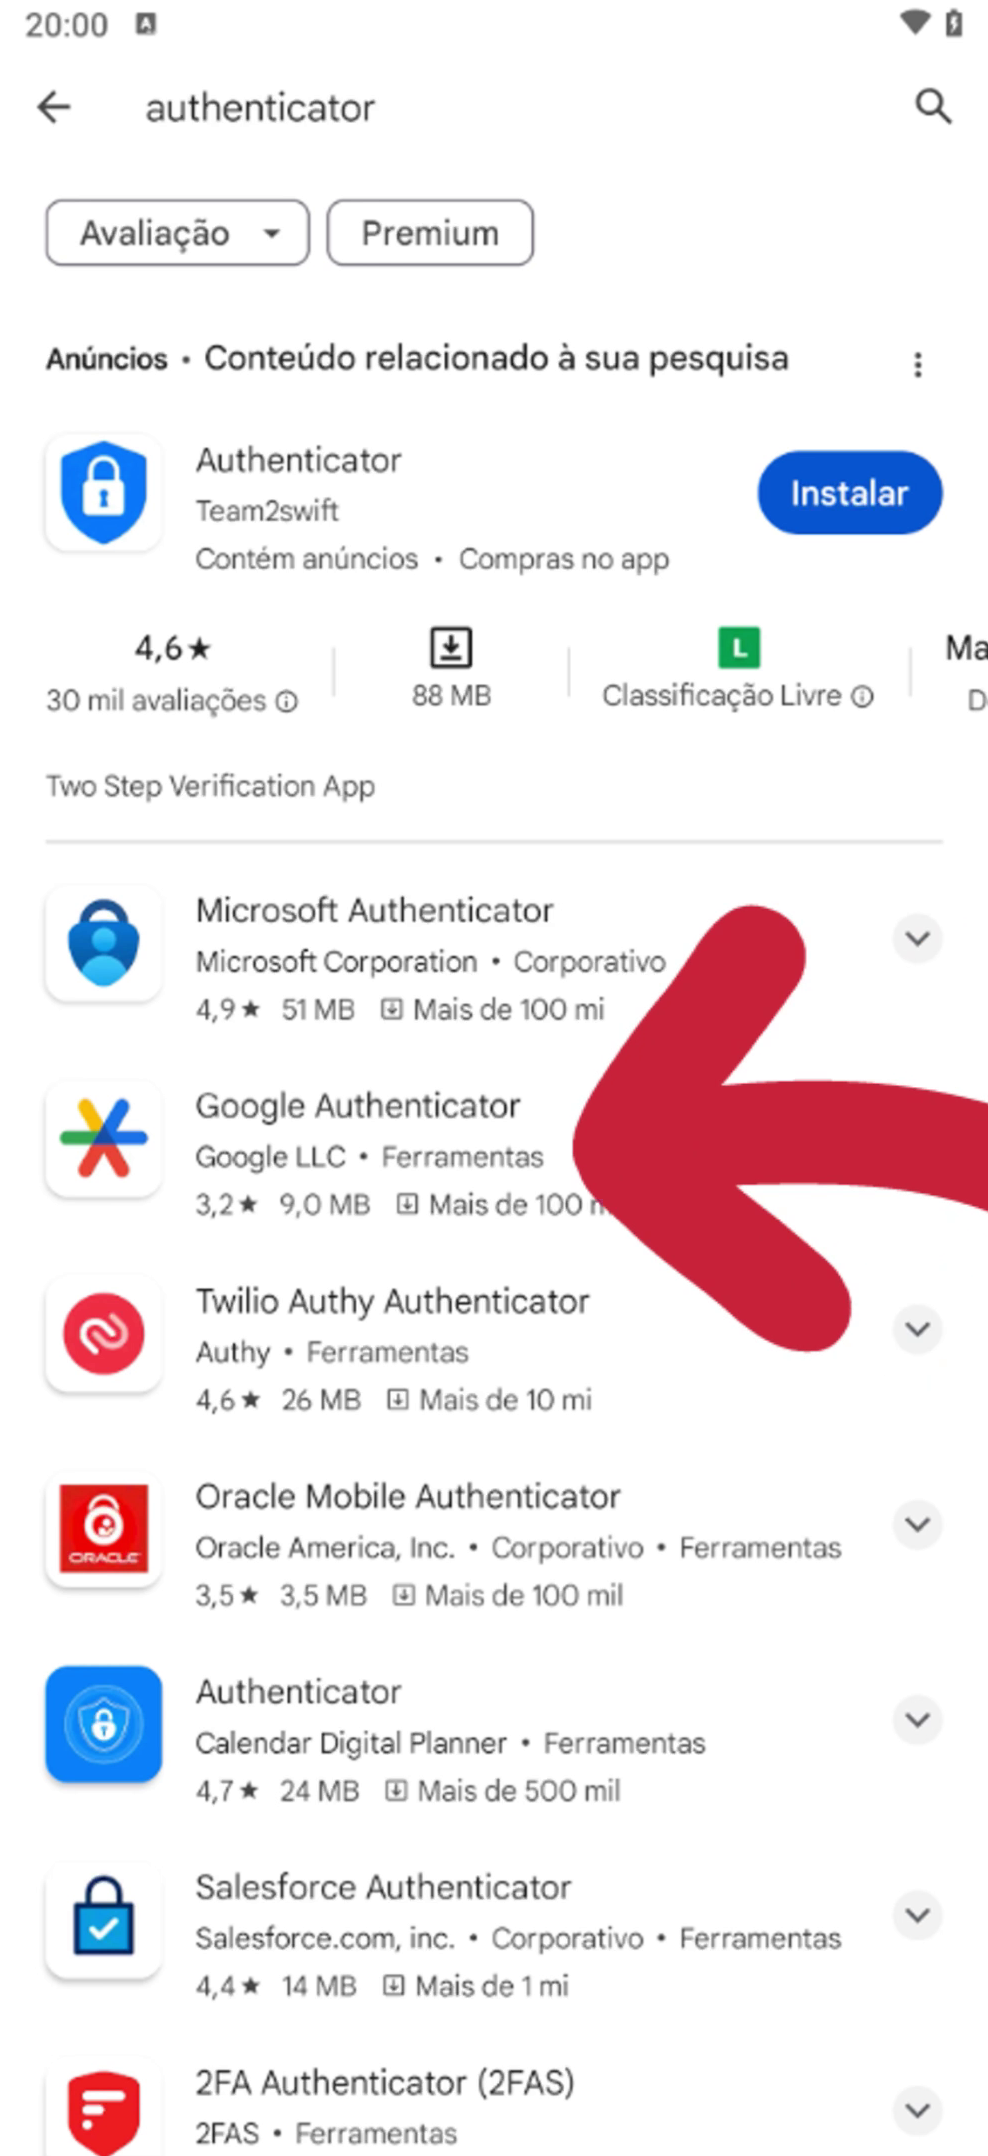 20:00
authenticator
Avaliação
Premium
Anúncios • Conteúdo relacionado à sua pesquisa
Authenticator
Team2swift
Contém anúncios • Compras no app
Instalar
4,6★
30 mil avaliações
88 MB
L
Classificação Livre
Ma
D
Two Step Verification App
Microsoft Authenticator
Microsoft Corporation • Corporativo
4,9★ 51 MB Mais de 100 mi
Google Authenticator
Google LLC • Ferramentas
3,2★ 9,0 MB Mais de 100
Twilio Authy Authenticator
Authy • Ferramentas
4,6★ 26 MB Mais de 10 mi
ORACLE
Oracle Mobile Authenticator
Oracle America, Inc. • Corporativo • Ferramentas
3,5★ 3,5 MB Mais de 100 mil
Authenticator
Calendar Digital Planner • Ferramentas
4,7★ 24 MB Mais de 500 mil
Salesforce Authenticator
Salesforce.com, inc. • Corporativo • Ferramentas
4,4★ 14 MB Mais de 1 mi
2FA Authenticator (2FAS)
2FAS • Ferramentas